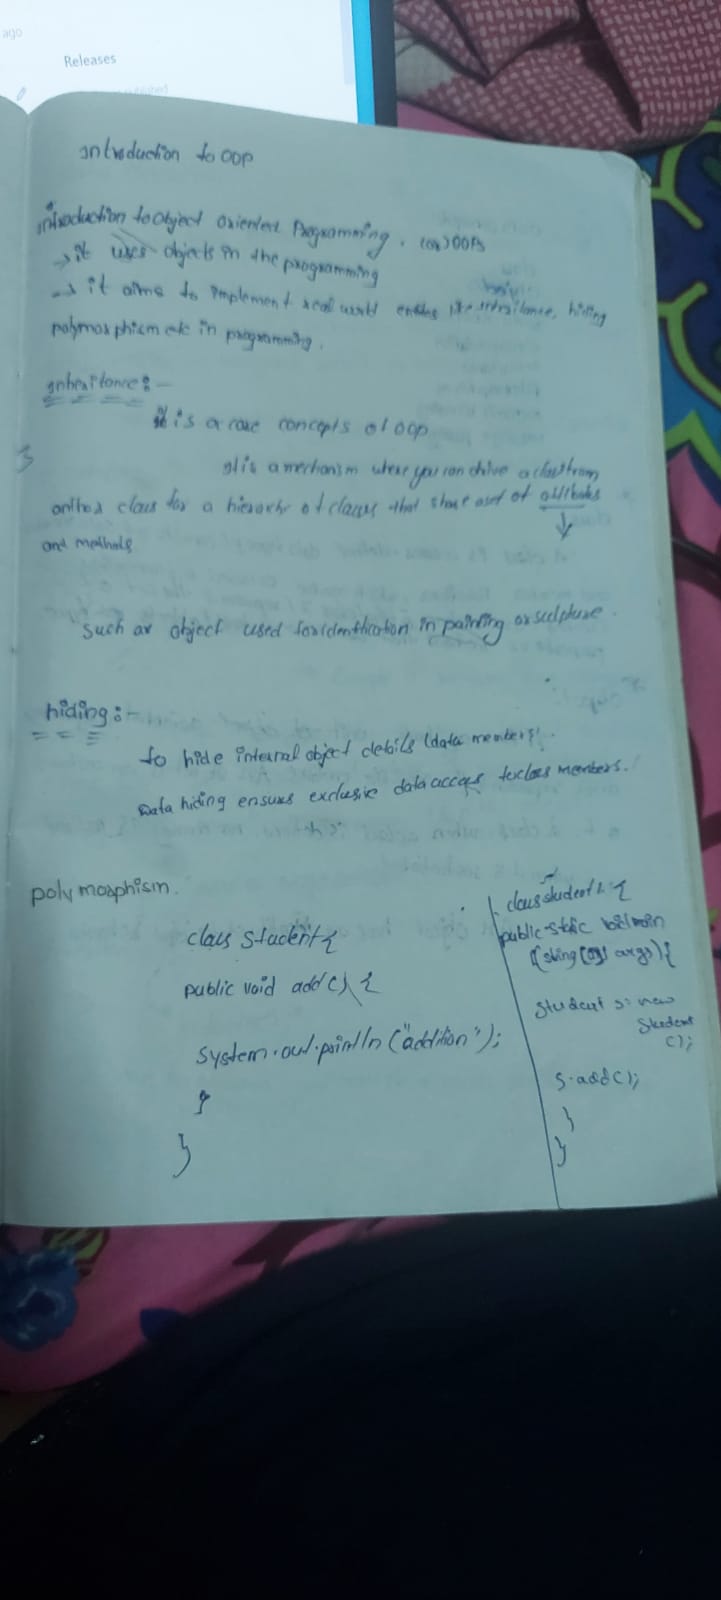 ago
Releases
Introduction to OOP
introduction to object oriented Programming. (or) OOPs
→ it uses objects in the programming
→ it aims to implement real world entities like inheritance, hiding
polymorphism etc in programming.
inheritance:-
it is a core concepts of OOP
It is a mechanism where you can drive a class from
another class for a hierarchy of classes that share a set of attributes
and methods
such as object used for identification in painting or sculpture.
hiding:-
to hide internal object details (data members).
Data hiding ensures exclusive data access to class members.
polymorphism.
class Student {
public void add() {
System.out.println("addition");
}
}
class student1 {
public static void main
(string args) {
Student s= new
Student
();
s.add();
}
}